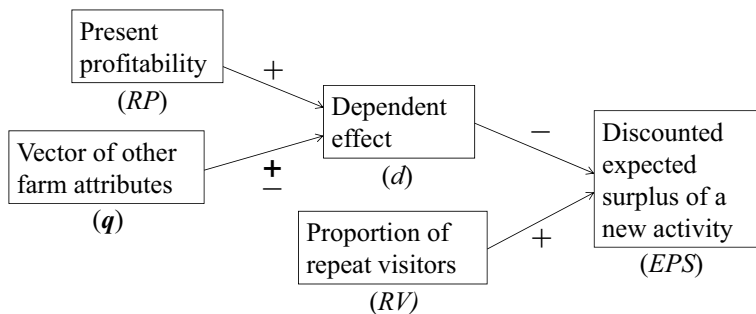 Present
profitability
(RP)
+
Vector of other
farm attributes
(q)
±
Dependent
effect
(d)
−
Proportion of
repeat visitors
(RV)
+
Discounted
expected
surplus of a
new activity
(EPS)